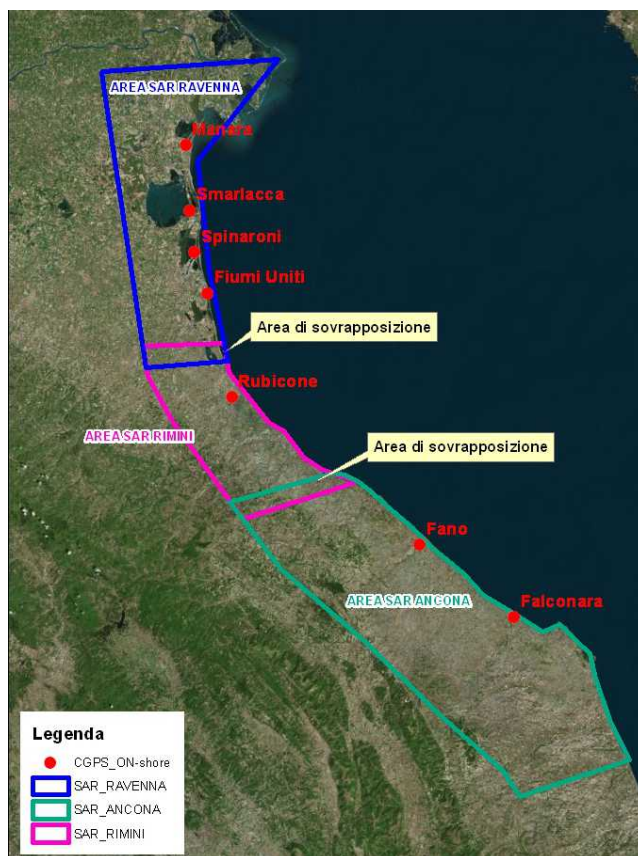 AREA SAR RAVENNA
Manara
Smarlacca
Spinaroni
Fiumi Uniti
Area di sovrapposizione
Rubicone
AREA SAR RIMINI
Area di sovrapposizione
Fano
AREA SAR ANCONA
Falconara
Legenda
CGPS_ON-shore
SAR_RAVENNA
SAR_ANCONA
SAR_RIMINI